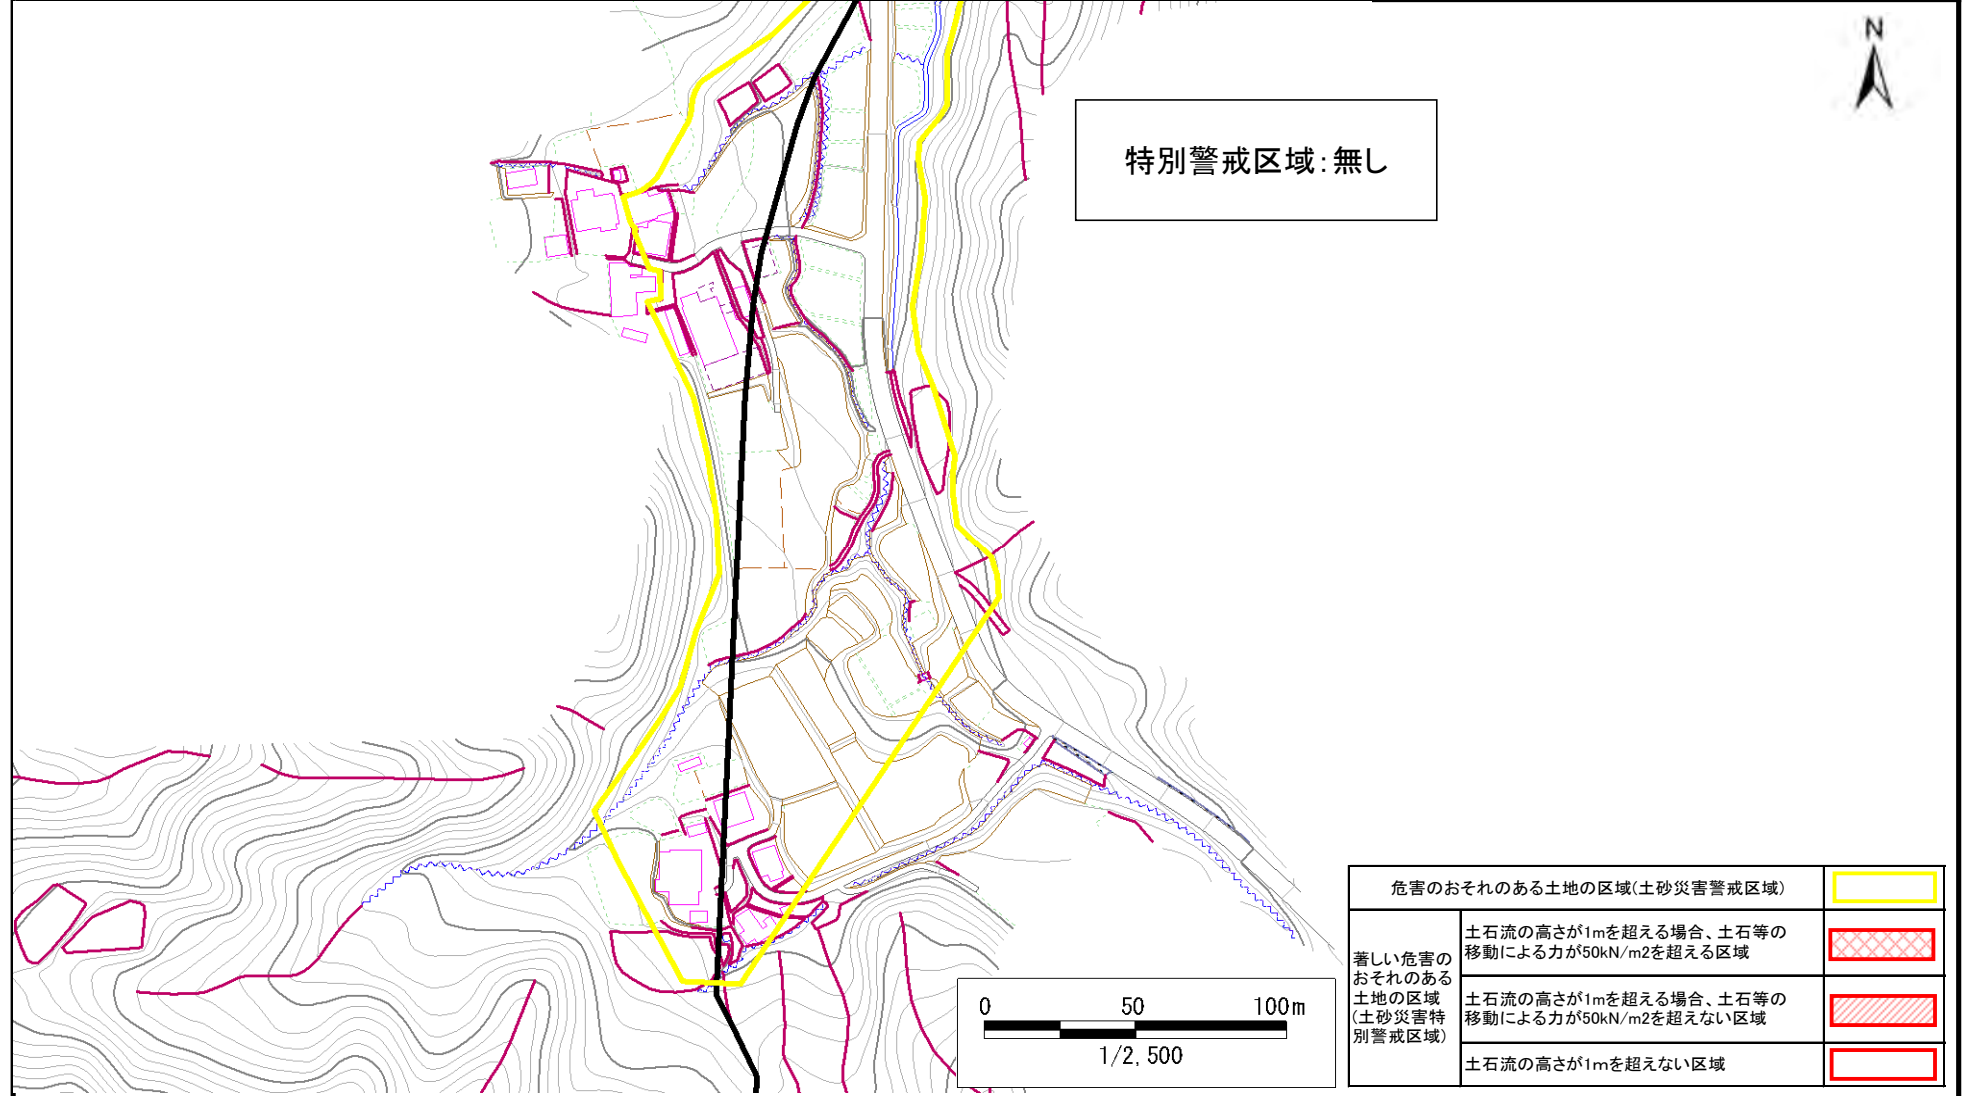 N
特別警戒区域：無し
危害のおそれのある土地の区域(土砂災害警戒区域)
著しい危害の
おそれのある
土地の区域
(土砂災害特
別警戒区域)
土石流の高さが1mを超える場合、土石等の
移動による力が50kN/m2を超える区域
土石流の高さが1mを超える場合、土石等の
移動による力が50kN/m2を超えない区域
土石流の高さが1mを超えない区域
0 50 100m
1/2,500